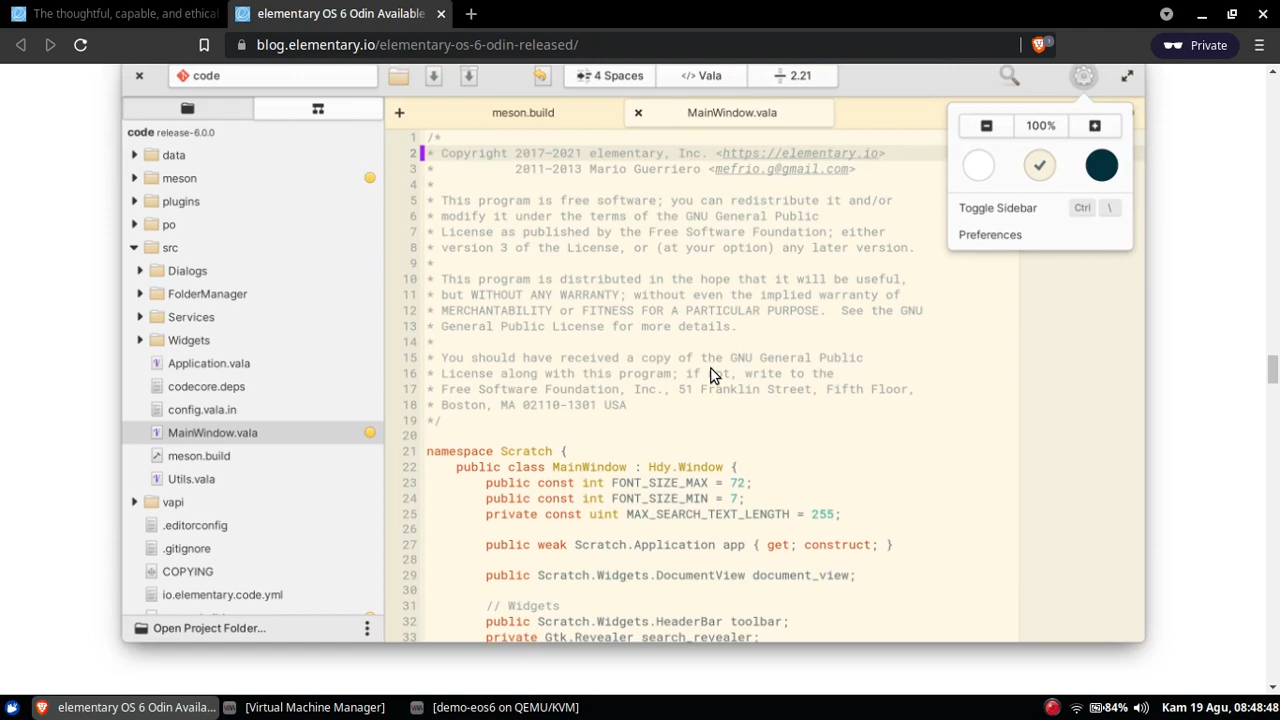 The thoughtful, capable, and ethica
elementary OS 6 Odin Available
blog.elementary.io/elementary-os-6-odin-released/
Private
code
4 Spaces
</> Vala
2.21
meson.build
MainWindow.vala
100%
Toggle Sidebar Ctrl \
Preferences
code release-6.0.0
data
meson
plugins
po
src
Dialogs
FolderManager
Services
Widgets
Application.vala
codecore.deps
config.vala.in
MainWindow.vala
meson.build
Utils.vala
vapi
.editorconfig
.gitignore
COPYING
io.elementary.code.yml
Open Project Folder...
1 /*
2 * Copyright 2017-2021 elementary, Inc. <https://elementary.io>
3 * 2011-2013 Mario Guerriero <mefrio.g@gmail.com>
4 *
5 * This program is free software; you can redistribute it and/or
6 * modify it under the terms of the GNU General Public
7 * License as published by the Free Software Foundation; either
8 * version 3 of the License, or (at your option) any later version.
9 *
10 * This program is distributed in the hope that it will be useful,
11 * but WITHOUT ANY WARRANTY; without even the implied warranty of
12 * MERCHANTABILITY or FITNESS FOR A PARTICULAR PURPOSE. See the GNU
13 * General Public License for more details.
14 *
15 * You should have received a copy of the GNU General Public
16 * License along with this program; if not, write to the
17 * Free Software Foundation, Inc., 51 Franklin Street, Fifth Floor,
18 * Boston, MA 02110-1301 USA
19 */
20
21 namespace Scratch {
22 public class MainWindow : Hdy.Window {
23 public const int FONT_SIZE_MAX = 72;
24 public const int FONT_SIZE_MIN = 7;
25 private const uint MAX_SEARCH_TEXT_LENGTH = 255;
26
27 public weak Scratch.Application app { get; construct; }
28
29 public Scratch.Widgets.DocumentView document_view;
30
31 // Widgets
32 public Scratch.Widgets.HeaderBar toolbar;
33 private Gtk.Revealer search_revealer;
elementary OS 6 Odin Availa...
[Virtual Machine Manager]
[demo-eos6 on QEMU/KVM]
84%
Kam 19 Agu, 08:48:48